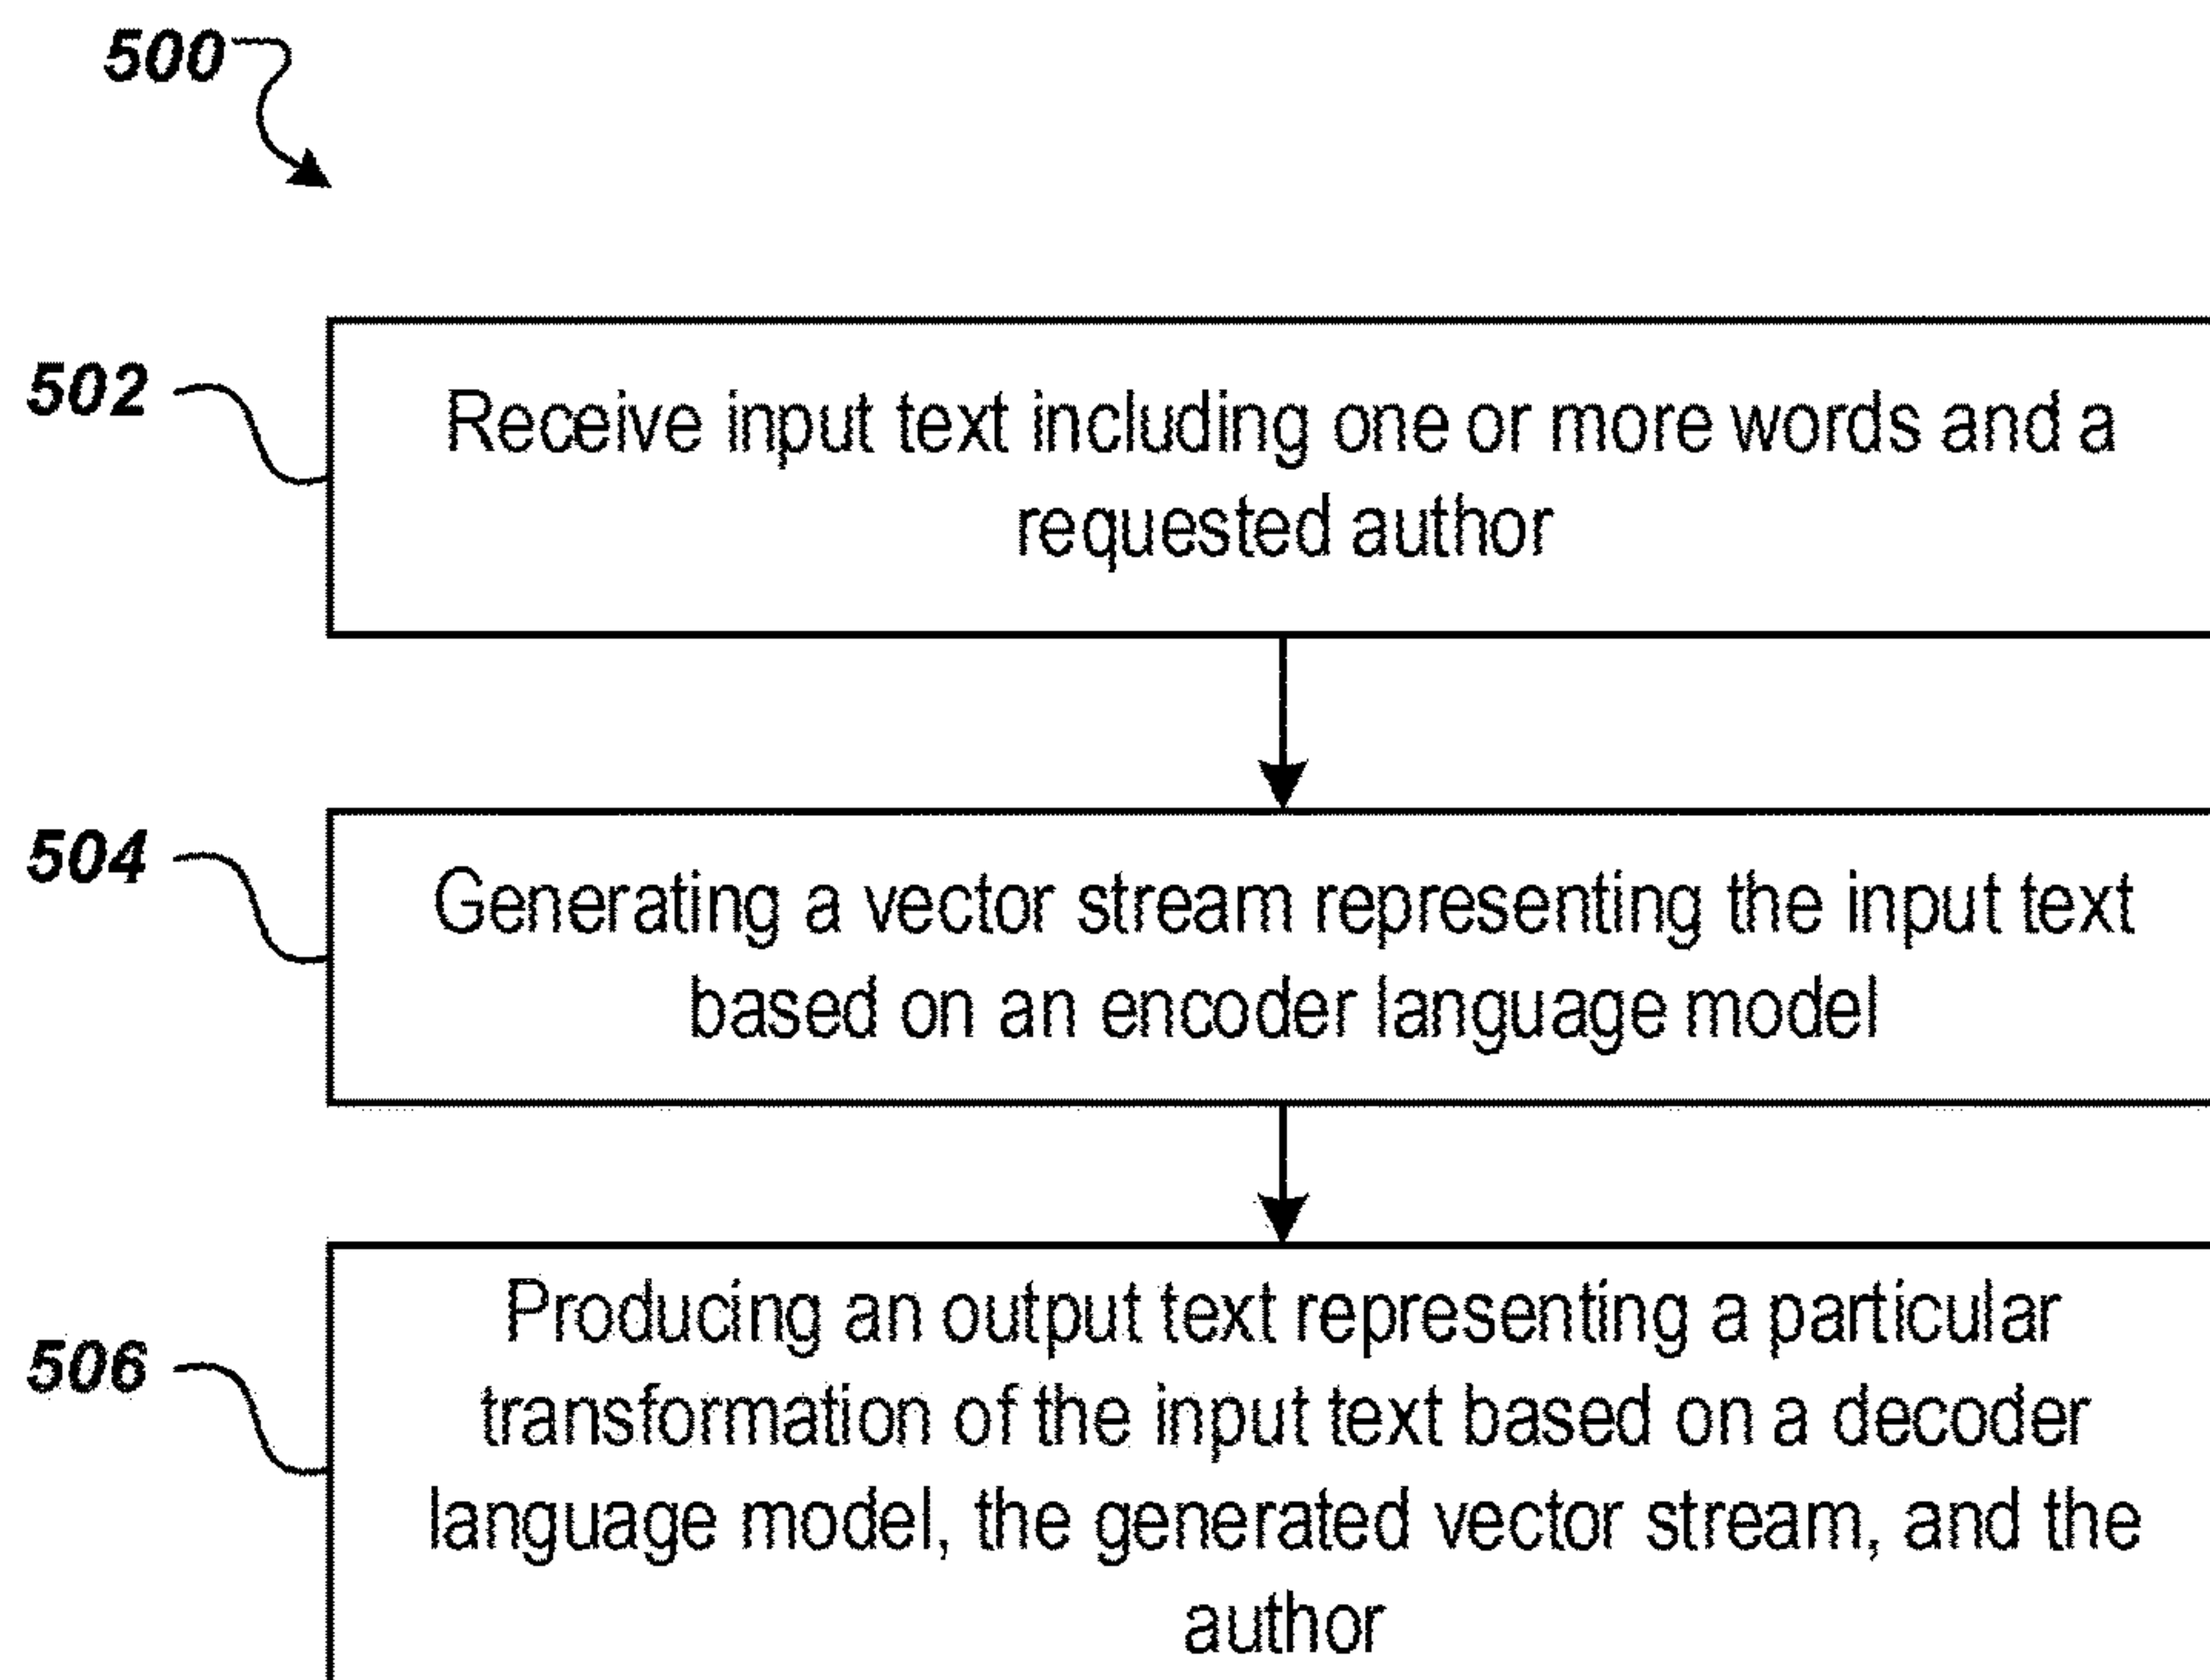 500
502
Receive input text including one or more words and a
requested author
504
Generating a vector stream representing the input text
based on an encoder language model
506
Producing an output text representing a particular
transformation of the input text based on a decoder
language model, the generated vector stream, and the
author